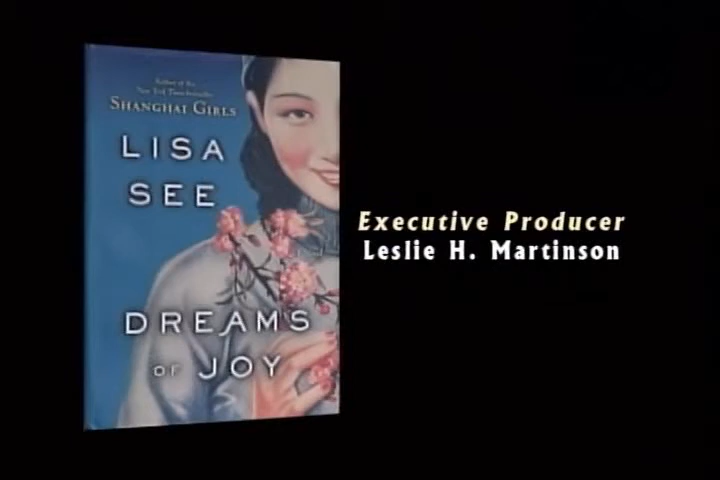 Author of the
New York Times bestseller
SHANGHAI GIRLS
LISA
SEE
DREAMS
OF JOY
Executive Producer
Leslie H. Martinson